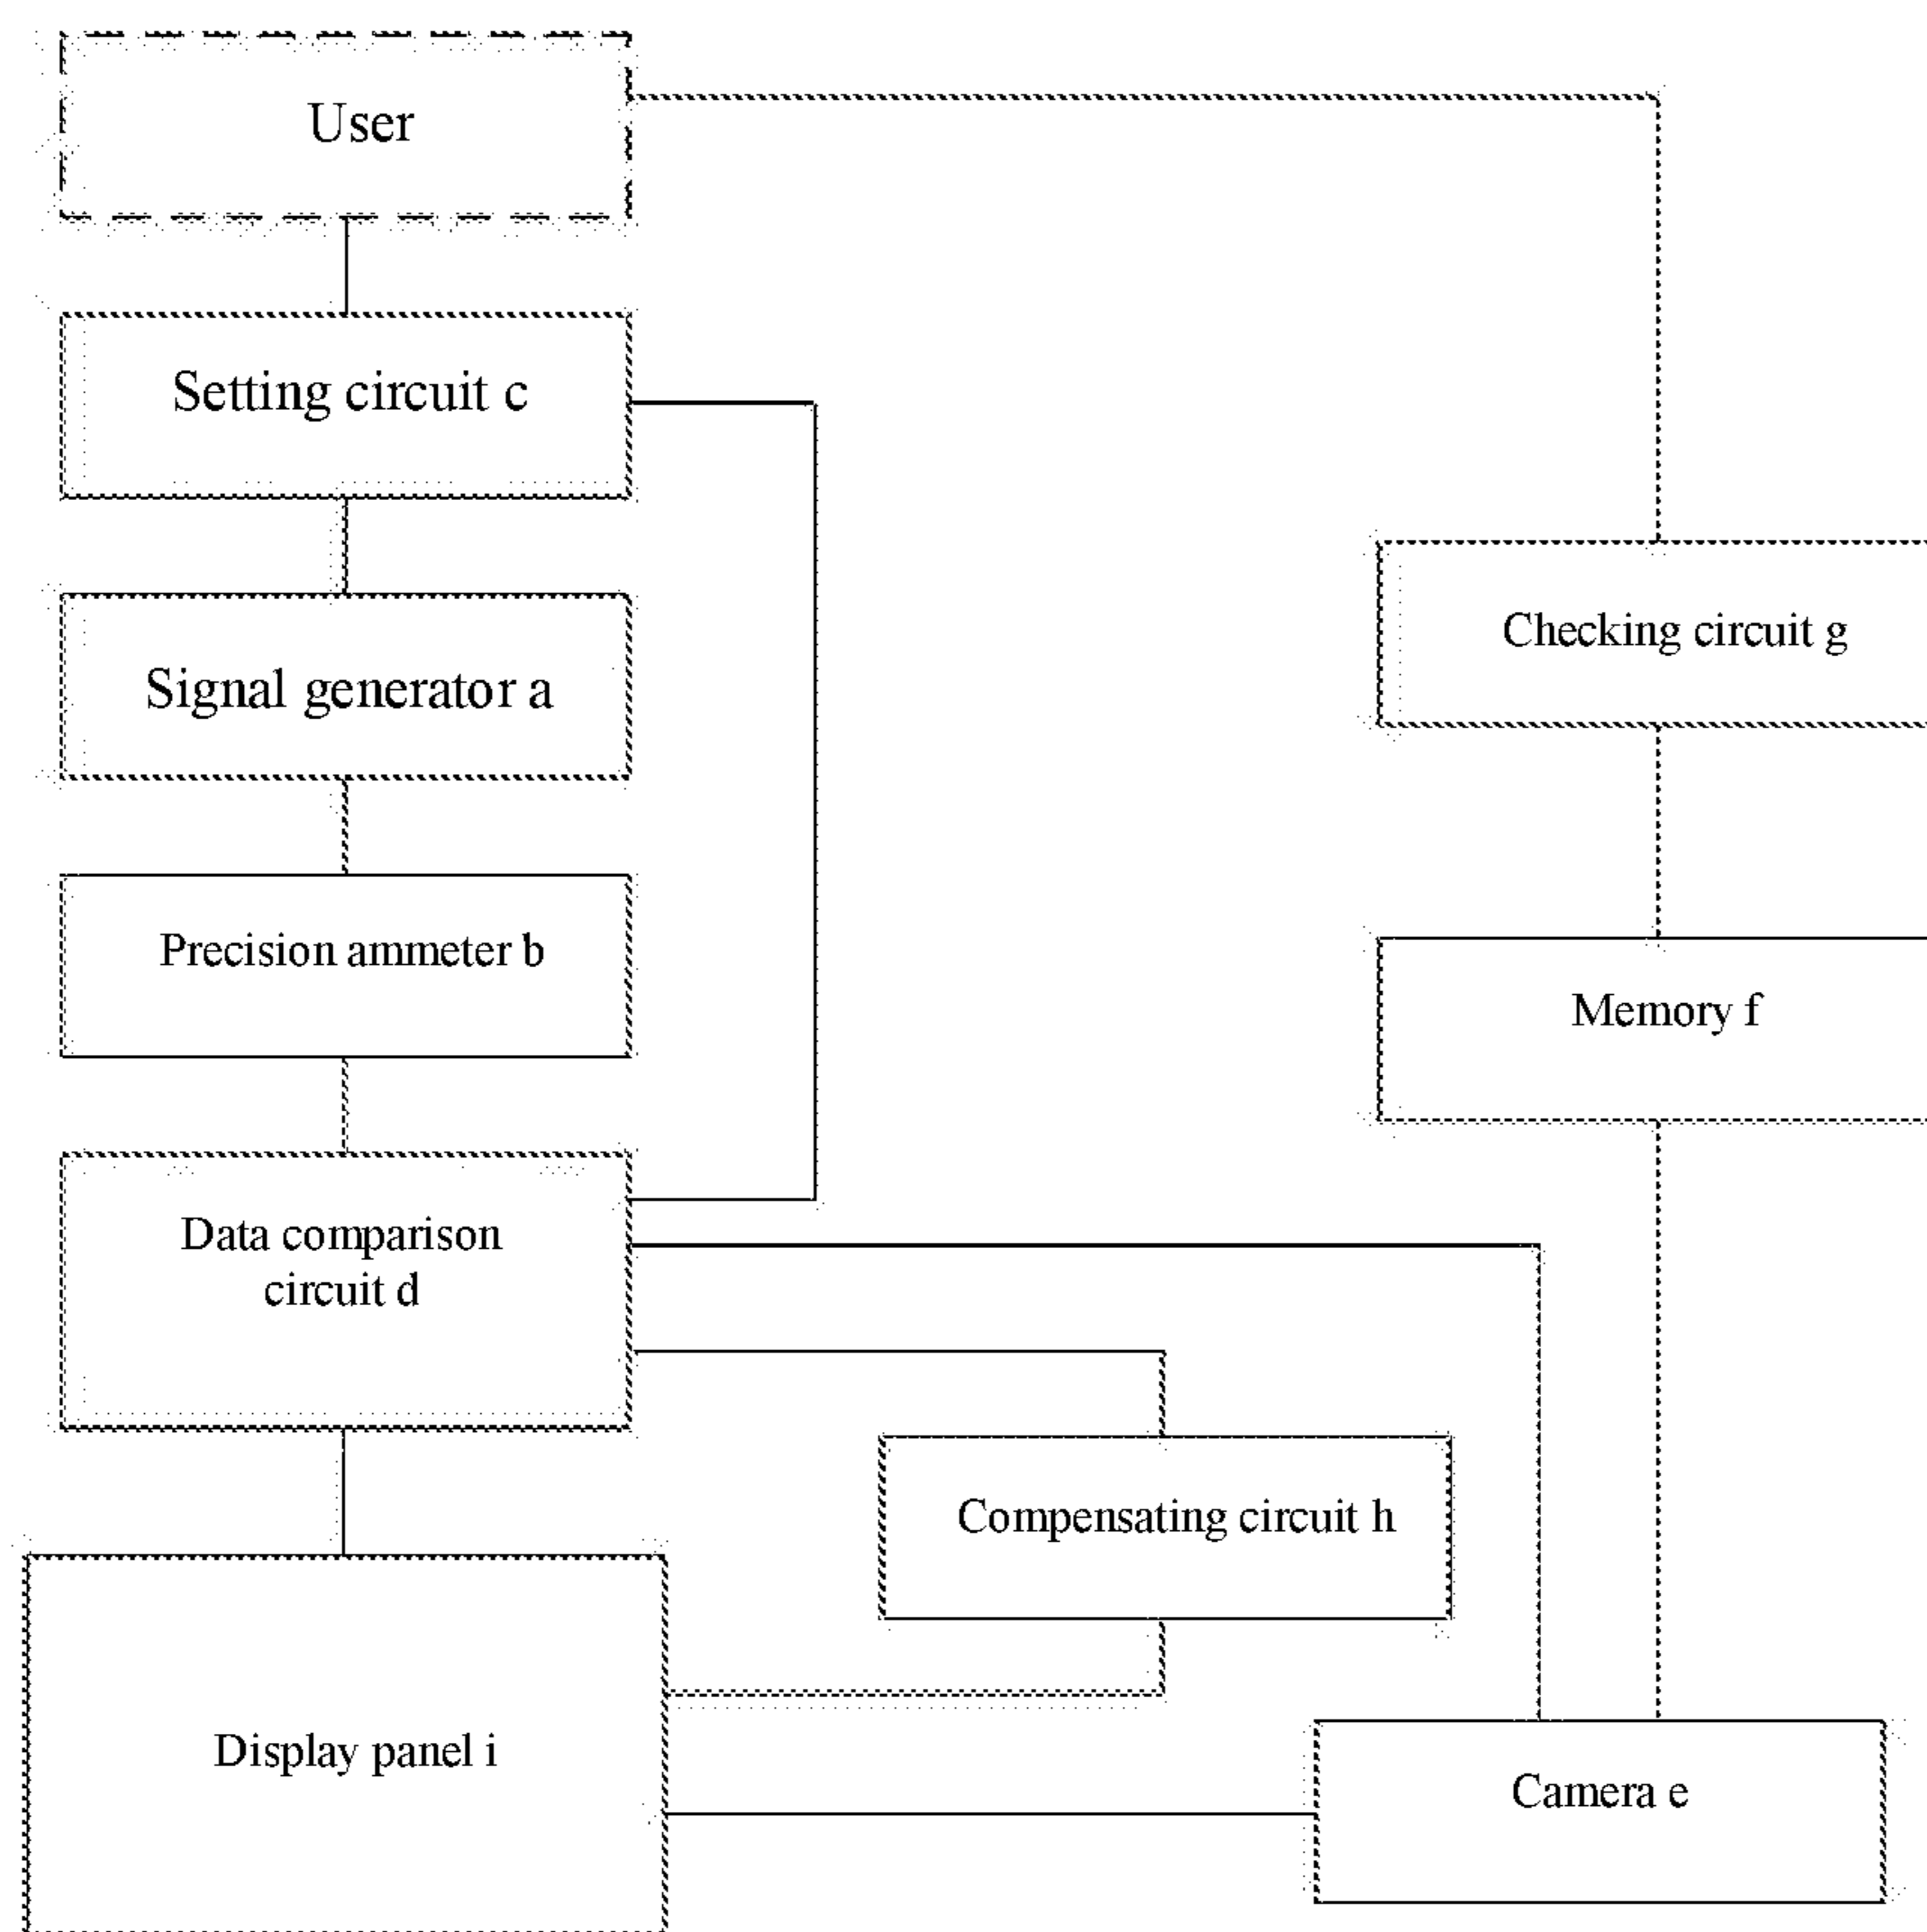 User
Setting circuit c
Signal generator a
Checking circuit g
Precision ammeter b
Memory f
Data comparison
circuit d
Compensating circuit h
Display panel i
Camera e